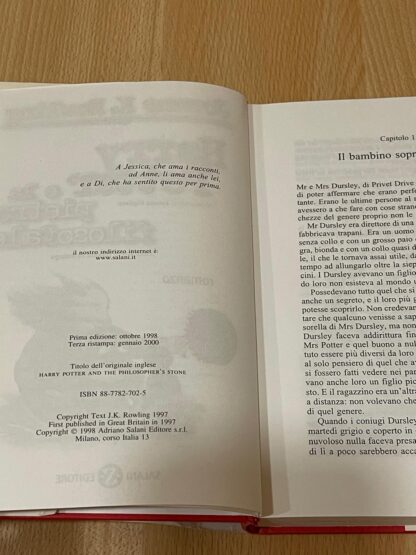 A Jessica, che ama i racconti,
ad Anne, li ama anche lei,
e a Di, che ha sentito questo per prima.
il nostro indirizzo internet è:
www.salani.it
Prima edizione: ottobre 1998
Terza ristampa: gennaio 2000
Titolo dell'originale inglese
HARRY POTTER AND THE PHILOSOPHER'S STONE
ISBN 88-7782-702-5
Copyright Text J.K. Rowling 1997
First published in Great Britain in 1997
Copyright © 1998 Adriano Salani Editore s.r.l.
Milano, corso Italia 13
Capitolo 1
Il bambino sopr
Mr e Mrs Dursley, di Privet Drive
di poter affermare che erano perfe
tante. Erano le ultime persone al
avessero a che fare con cose stran
chezze del genere proprio non le
Mr Dursley era direttore di una
fabbricava trapani. Era un uomo
senza collo e con un grosso paio
gra, bionda e con un collo quasi d
le, il che le tornava assai utile, da
tempo ad allungarlo oltre la siep
cini. I Dursley avevano un figlio
do loro non esisteva al mondo u
Possedevano tutto quel che si
anche un segreto, e il loro più g
potesse scoprirlo. Non credevano
tare che qualcuno venisse a sap
sorella di Mrs Dursley, ma non
Dursley faceva addirittura fin
Mrs Potter e quel buono a null
tutto essere più diversi da loro
al solo pensiero di quel che av
si fossero fatti vedere nei par
vano anche loro un figlio pic
sto. E il ragazzino era un'altra
a distanza: non volevano che
di quel genere.
Quando i coniugi Dursley
martedì grigio e coperto in
nuvoloso nulla faceva presa
di lì a poco sarebbero acca